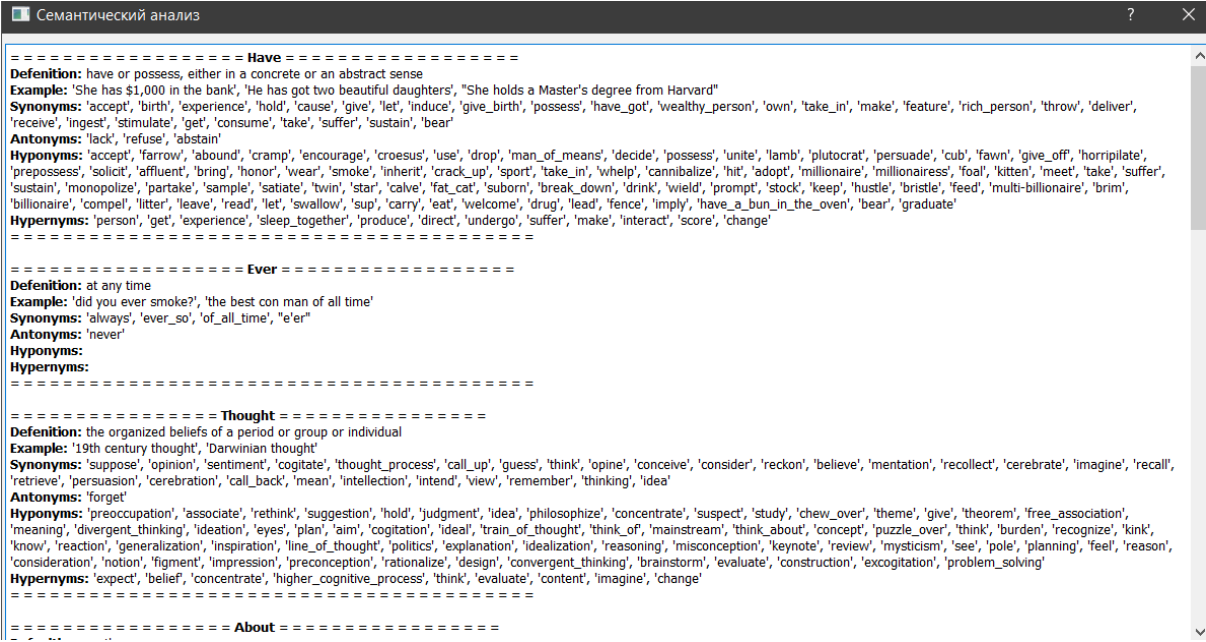 Семантический анализ
? ×
= = = = = = = = = = = = = = = = = = Have = = = = = = = = = = = = = = = = = =
Defenition: have or possess, either in a concrete or an abstract sense
Example: 'She has $1,000 in the bank', 'He has got two beautiful daughters', "She holds a Master's degree from Harvard"
Synonyms: 'accept', 'birth', 'experience', 'hold', 'cause', 'give', 'let', 'induce', 'give_birth', 'possess', 'have_got', 'wealthy_person', 'own', 'take_in', 'make', 'feature', 'rich_person', 'throw', 'deliver',
'receive', 'ingest', 'stimulate', 'get', 'consume', 'take', 'suffer', 'sustain', 'bear'
Antonyms: 'lack', 'refuse', 'abstain'
Hyponyms: 'accept', 'farrow', 'abound', 'cramp', 'encourage', 'croesus', 'use', 'drop', 'man_of_means', 'decide', 'possess', 'unite', 'lamb', 'plutocrat', 'persuade', 'cub', 'fawn', 'give_off', 'horripilate',
'prepossess', 'solicit', 'affluent', 'bring', 'honor', 'wear', 'smoke', 'inherit', 'crack_up', 'sport', 'take_in', 'whelp', 'cannibalize', 'hit', 'adopt', 'millionaire', 'millionairess', 'foal', 'kitten', 'meet', 'take', 'suffer',
'sustain', 'monopolize', 'partake', 'sample', 'satiate', 'twin', 'star', 'calve', 'fat_cat', 'suborn', 'break_down', 'drink', 'wield', 'prompt', 'stock', 'keep', 'hustle', 'bristle', 'feed', 'multi-billionaire', 'brim',
'billionaire', 'compel', 'litter', 'leave', 'read', 'let', 'swallow', 'sup', 'carry', 'eat', 'welcome', 'drug', 'lead', 'fence', 'imply', 'have_a_bun_in_the_oven', 'bear', 'graduate'
Hypernyms: 'person', 'get', 'experience', 'sleep_together', 'produce', 'direct', 'undergo', 'suffer', 'make', 'interact', 'score', 'change'
= = = = = = = = = = = = = = = = = = = = = = = = = = = = = = = = = = = = = = = =
= = = = = = = = = = = = = = = = = = Ever = = = = = = = = = = = = = = = = = =
Defenition: at any time
Example: 'did you ever smoke?', 'the best con man of all time'
Synonyms: 'always', 'ever_so', 'of_all_time', "e'er"
Antonyms: 'never'
Hyponyms:
Hypernyms:
= = = = = = = = = = = = = = = = = = = = = = = = = = = = = = = = = = = = = = = =
= = = = = = = = = = = = = = = = Thought = = = = = = = = = = = = = = = =
Defenition: the organized beliefs of a period or group or individual
Example: '19th century thought', 'Darwinian thought'
Synonyms: 'suppose', 'opinion', 'sentiment', 'cogitate', 'thought_process', 'call_up', 'guess', 'think', 'opine', 'conceive', 'consider', 'reckon', 'believe', 'mentation', 'recollect', 'cerebrate', 'imagine', 'recall',
'retrieve', 'persuasion', 'cerebration', 'call_back', 'mean', 'intellection', 'intend', 'view', 'remember', 'thinking', 'idea'
Antonyms: 'forget'
Hyponyms: 'preoccupation', 'associate', 'rethink', 'suggestion', 'hold', 'judgment', 'idea', 'philosophize', 'concentrate', 'suspect', 'study', 'chew_over', 'theme', 'give', 'theorem', 'free_association',
'meaning', 'divergent_thinking', 'ideation', 'eyes', 'plan', 'aim', 'cogitation', 'ideal', 'train_of_thought', 'think_of', 'mainstream', 'think_about', 'concept', 'puzzle_over', 'think', 'burden', 'recognize', 'kink',
'know', 'reaction', 'generalization', 'inspiration', 'line_of_thought', 'politics', 'explanation', 'idealization', 'reasoning', 'misconception', 'keynote', 'review', 'mysticism', 'see', 'pole', 'planning', 'feel', 'reason',
'consideration', 'notion', 'figment', 'impression', 'preconception', 'rationalize', 'design', 'convergent_thinking', 'brainstorm', 'evaluate', 'construction', 'excogitation', 'problem_solving'
Hypernyms: 'expect', 'belief', 'concentrate', 'higher_cognitive_process', 'think', 'evaluate', 'content', 'imagine', 'change'
= = = = = = = = = = = = = = = = = = = = = = = = = = = = = = = = = = = = = = = =
= = = = = = = = = = = = = = = = = About = = = = = = = = = = = = = = = = =